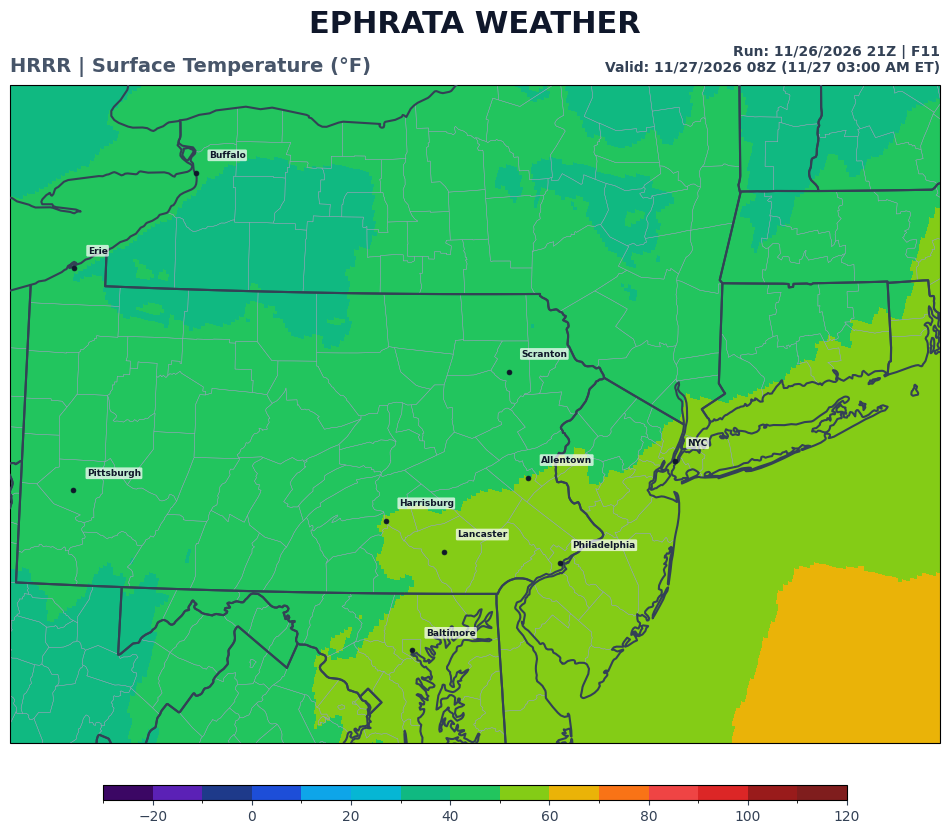 EPHRATA WEATHER
HRRR | Surface Temperature (°F)
Run: 11/26/2026 21Z | F11
Valid: 11/27/2026 08Z (11/27 03:00 AM ET)
Buffalo
Erie
Scranton
NYC
Allentown
Pittsburgh
Harrisburg
Lancaster
Philadelphia
Baltimore
−20 0 20 40 60 80 100 120